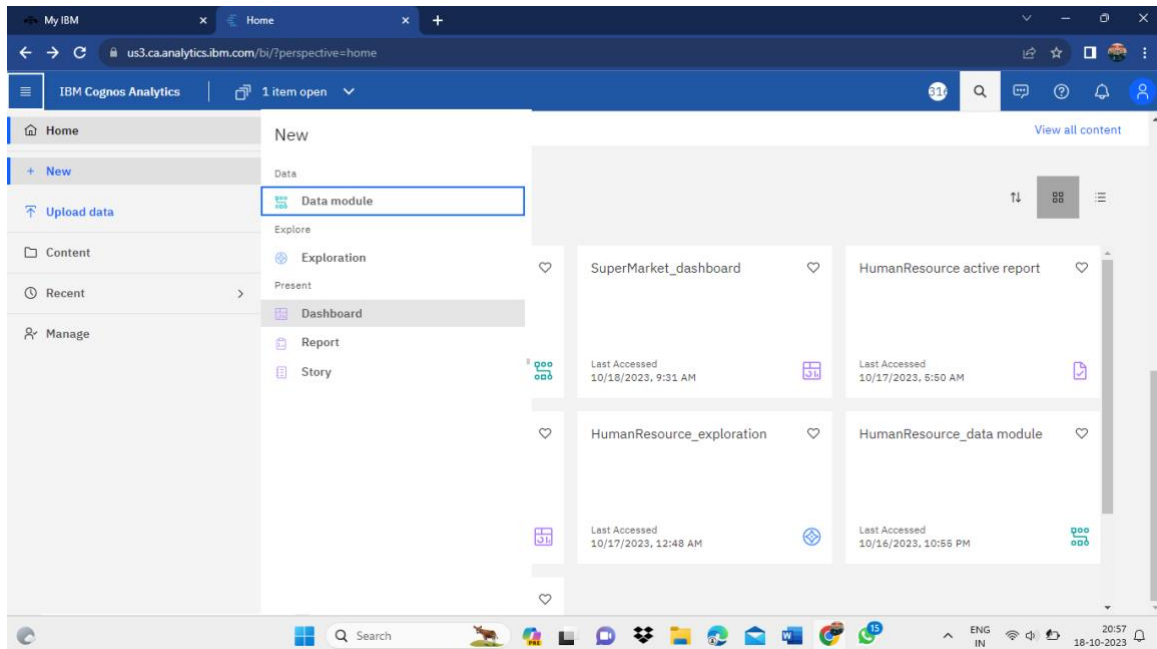 My IBM
Home
us3.ca.analytics.ibm.com/bi/?perspective=home
IBM Cognos Analytics
1 item open
Home
New
View all content
New
Data
Data module
Upload data
Explore
Content
Exploration
SuperMarket_dashboard
HumanResource active report
Recent
Present
Dashboard
Manage
Report
Story
Last Accessed
10/18/2023, 9:31 AM
Last Accessed
10/17/2023, 5:50 AM
HumanResource_exploration
HumanResource_data module
Last Accessed
10/17/2023, 12:48 AM
Last Accessed
10/16/2023, 10:55 PM
Search
PRE
15
ENG
IN
20:57
18-10-2023